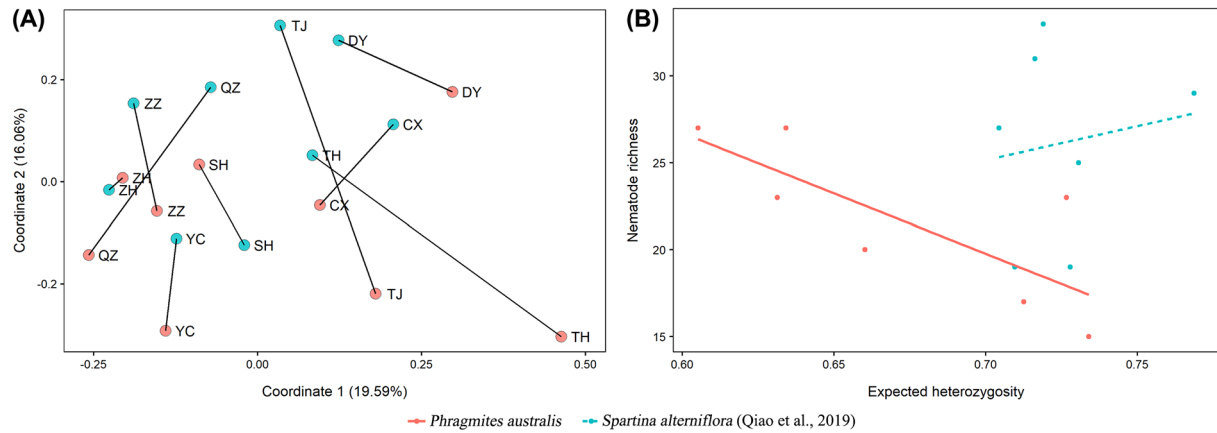 (A)
TJ
DY
DY
ZZ
QZ
CX
TH
SH
ZH
ZH
ZZ
CX
YC
SH
QZ
TJ
YC
TH
0.2
0.0
-0.2
-0.25
0.00
0.25
0.50
Coordinate 2 (16.06%)
Coordinate 1 (19.59%)
(B)
30
25
20
15
0.60
0.65
0.70
0.75
Nematode richness
Expected heterozygosity
Phragmites australis
Spartina alterniflora (Qiao et al., 2019)